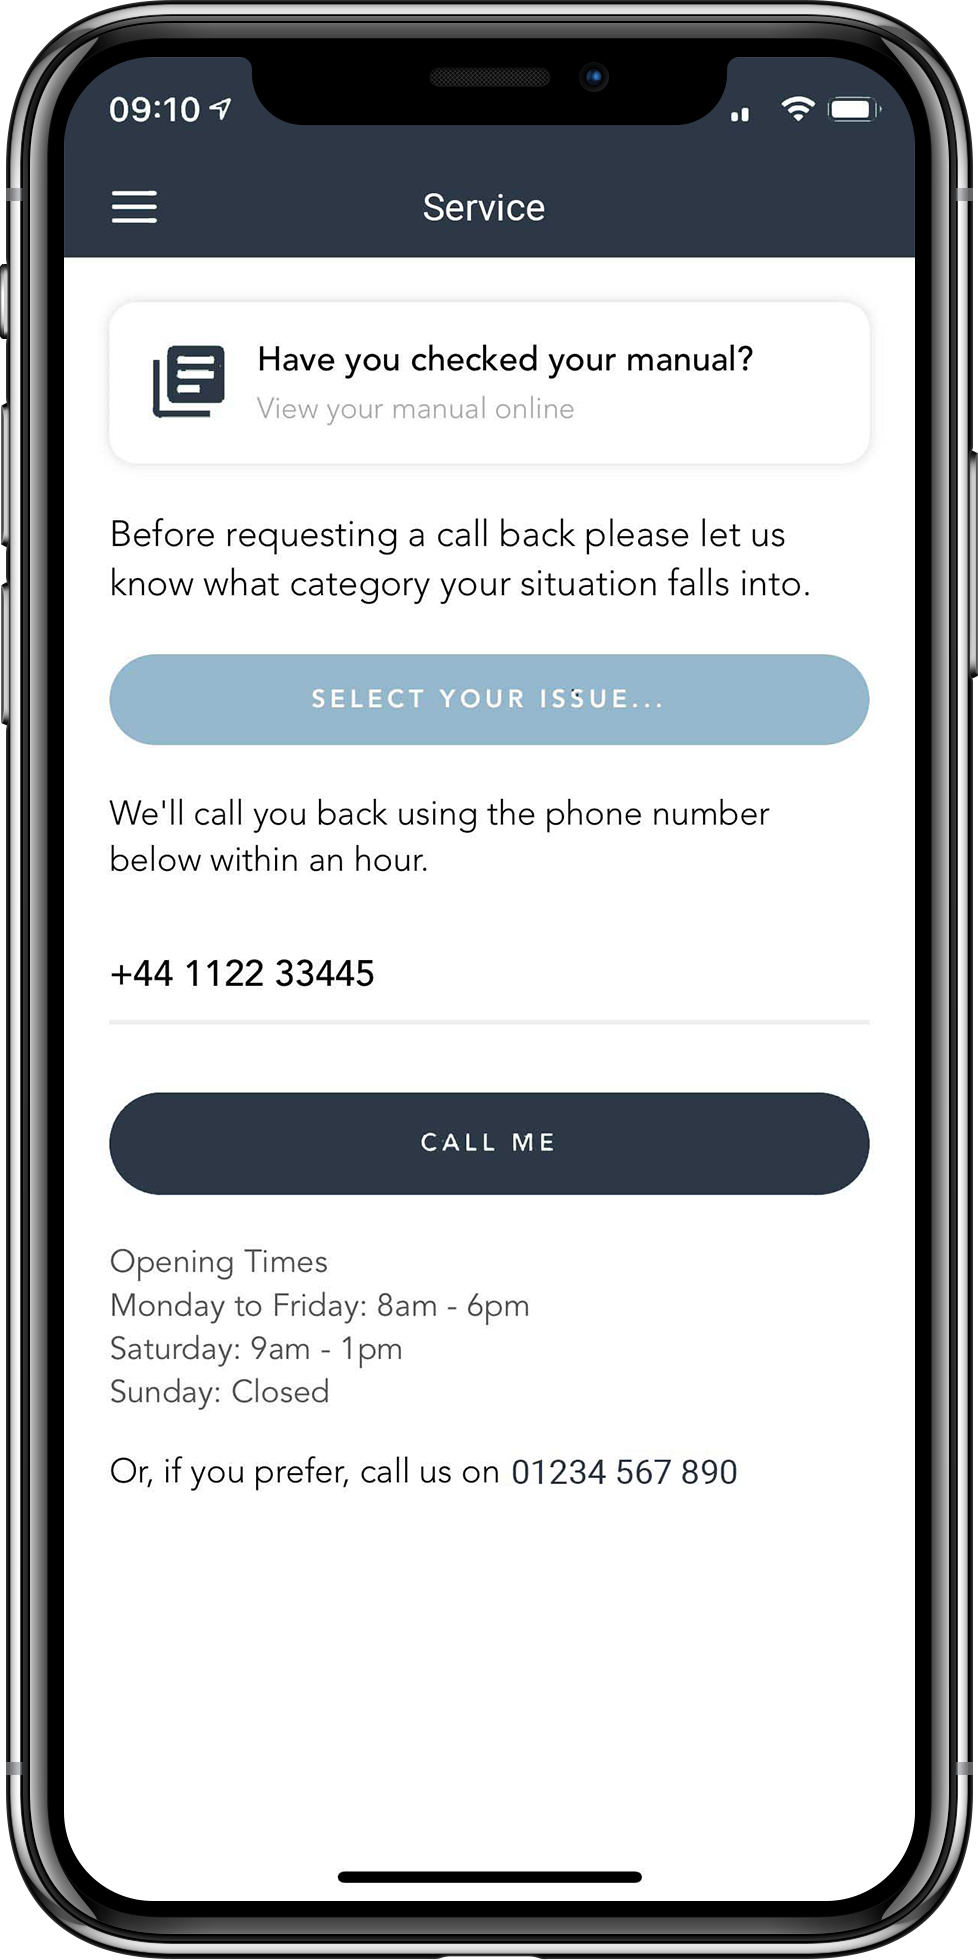 09:10
Service
Have you checked your manual?
View your manual online
Before requesting a call back please let us
know what category your situation falls into.
SELECT YOUR ISSUE...
We'll call you back using the phone number
below within an hour.
+44 1122 33445
CALL ME
Opening Times
Monday to Friday: 8am - 6pm
Saturday: 9am - 1pm
Sunday: Closed
Or, if you prefer, call us on 01234 567 890